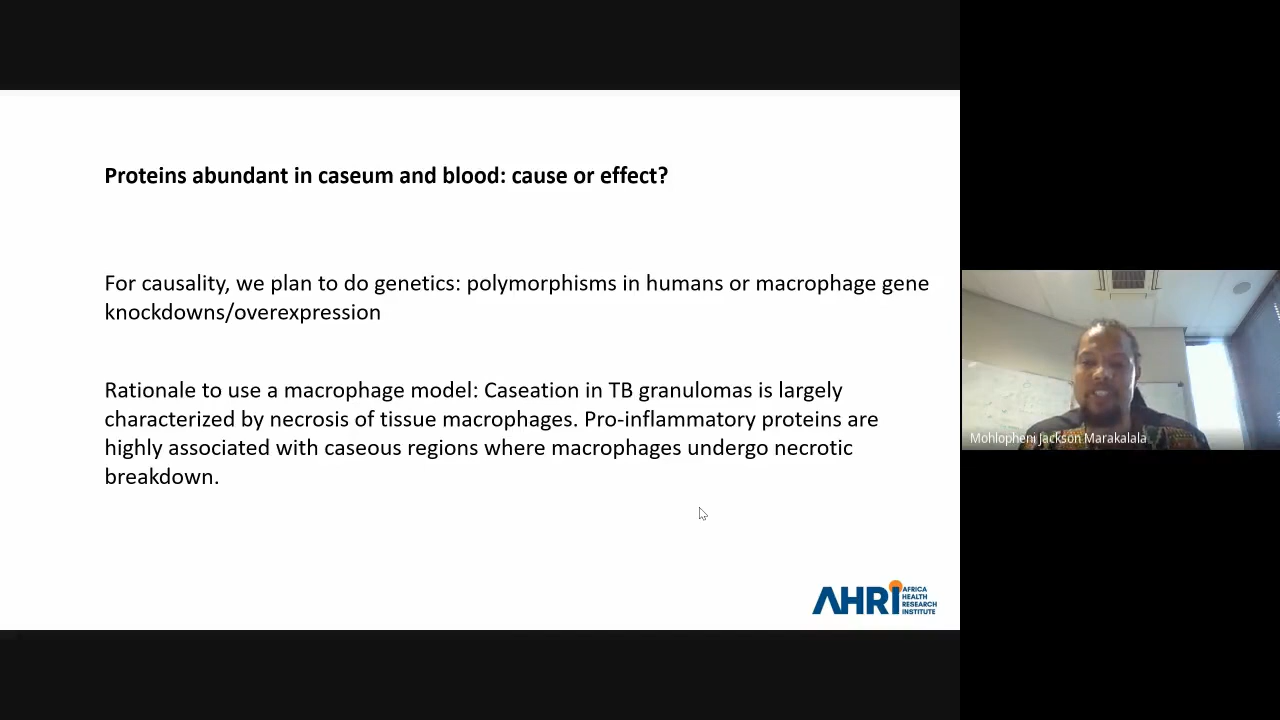 Proteins abundant in caseum and blood: cause or effect?
For causality, we plan to do genetics: polymorphisms in humans or macrophage gene
knockdowns/overexpression
Rationale to use a macrophage model: Caseation in TB granulomas is largely
characterized by necrosis of tissue macrophages. Pro-inflammatory proteins are
highly associated with caseous regions where macrophages undergo necrotic
breakdown.
AHRI
AFRICA
HEALTH
RESEARCH
INSTITUTE
Mohlopheni Jackson Marakalala